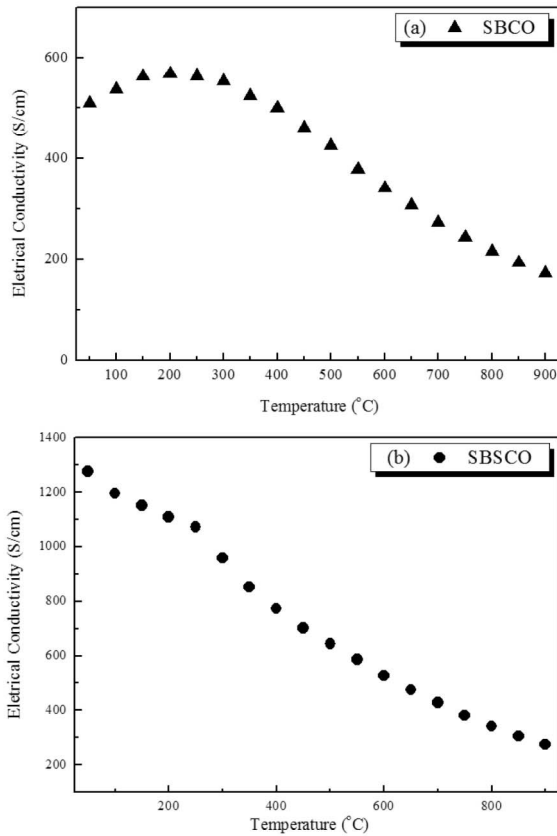 (a) ▲ SBCO
600
400
200
0
Eletrical Conductivity (S/cm)
100 200 300 400 500 600 700 800 900
Temperature (°C)
(b) ● SBSCO
1400
1200
1000
800
600
400
200
Eletrical Conductivity (S/cm)
200 400 600 800
Temperature (°C)